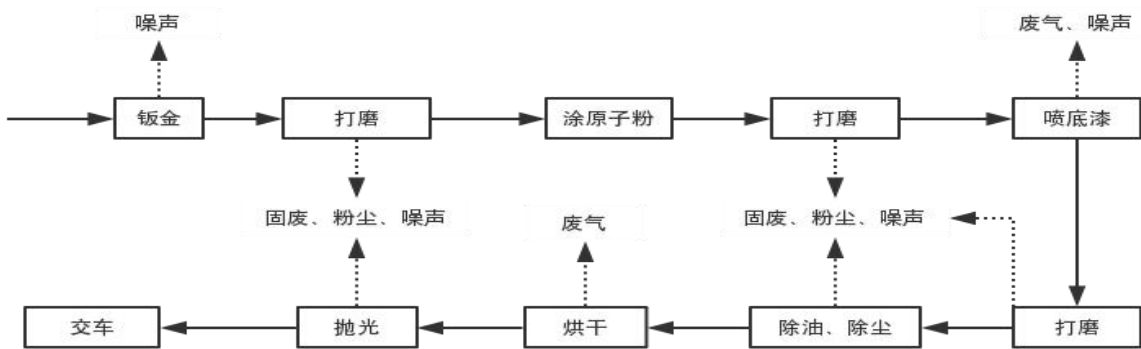 噪声
废气、噪声
钣金
打磨
涂原子粉
打磨
喷底漆
固废、粉尘、噪声
废气
固废、粉尘、噪声
交车
抛光
烘干
除油、除尘
打磨